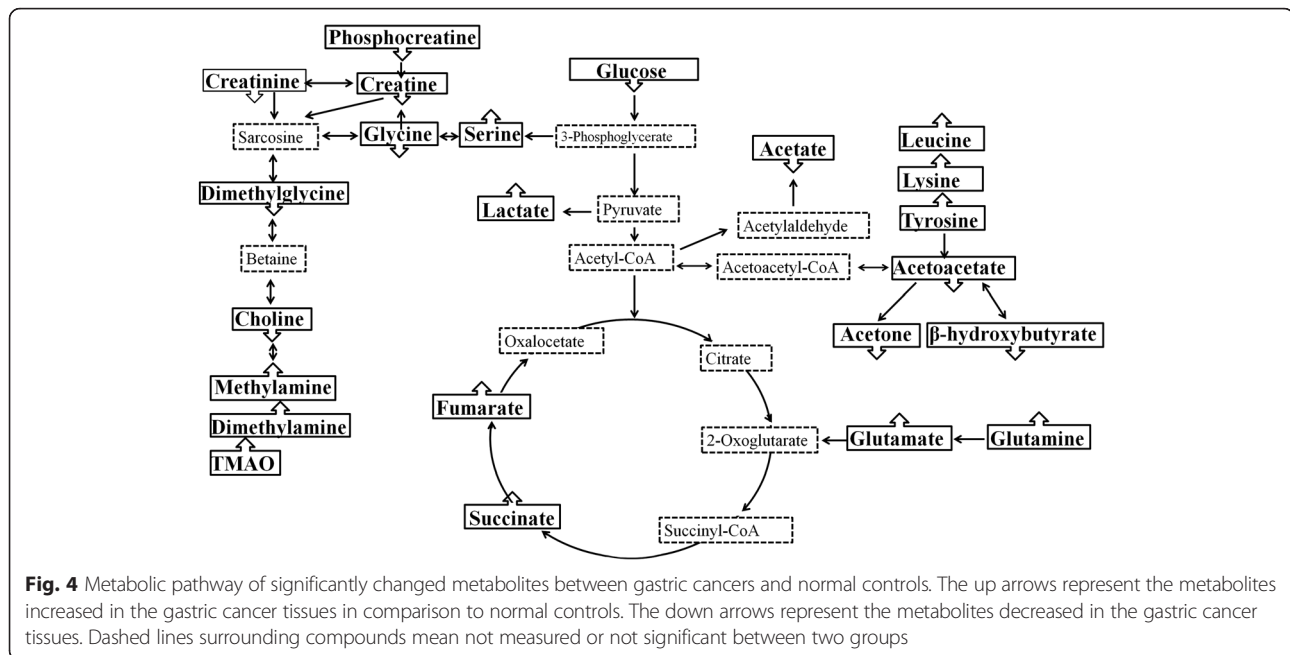 Phosphocreatine
Creatinine
Creatine
Glucose
Sarcosine
Glycine
Serine
3-Phosphoglycerate
Acetate
Leucine
Lysine
Dimethylglycine
Lactate
Pyruvate
Acetylaldehyde
Tyrosine
Betaine
Acetyl-CoA
Acetoacetyl-CoA
Acetoacetate
Choline
Oxalocetate
Citrate
Acetone
β-hydroxybutyrate
Methylamine
Fumarate
Dimethylamine
2-Oxoglutarate
Glutamate
Glutamine
TMAO
Succinate
Succinyl-CoA
Fig. 4 Metabolic pathway of significantly changed metabolites between gastric cancers and normal controls. The up arrows represent the metabolites
increased in the gastric cancer tissues in comparison to normal controls. The down arrows represent the metabolites decreased in the gastric cancer
tissues. Dashed lines surrounding compounds mean not measured or not significant between two groups